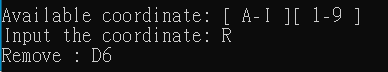 Available coordinate: [ A-I ][ 1-9 ]
Input the coordinate: R
Remove : D6